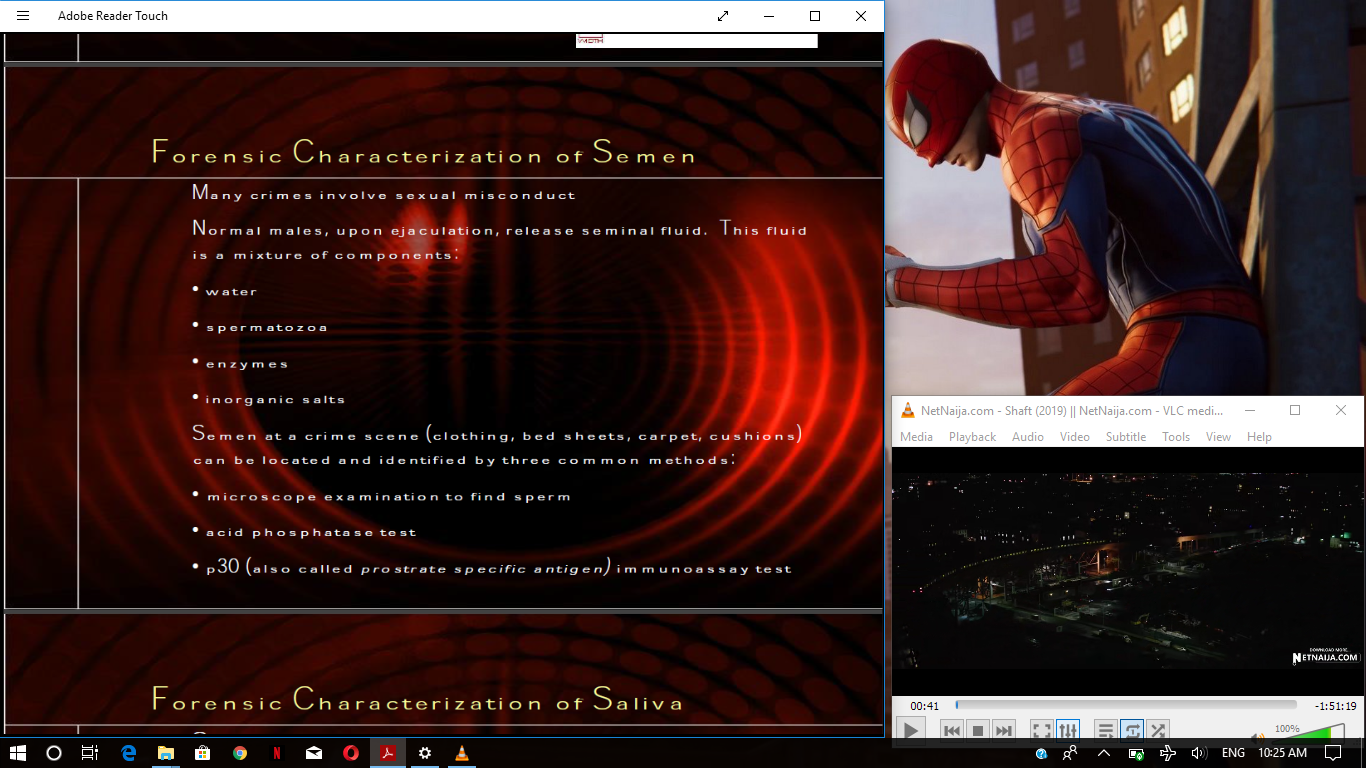 Adobe Reader Touch
Forensic Characterization of Semen
Many crimes involve sexual misconduct
Normal males, upon ejaculation, release seminal fluid. This fluid
is a mixture of components:
• water
• spermatozoa
• enzymes
• inorganic salts
Semen at a crime scene (clothing, bed sheets, carpet, cushions)
can be located and identified by three common methods:
• microscope examination to find sperm
• acid phosphatase test
• p30 (also called prostrate specific antigen) immunoassay test
Forensic Characterization of Saliva
NetNaija.com - Shaft (2019) || NetNaija.com - VLC medi...
Media Playback Audio Video Subtitle Tools View Help
DOWNLOAD MORE..
NETNAIJA.COM
00:41 -1:51:19
100%
ENG 10:25 AM